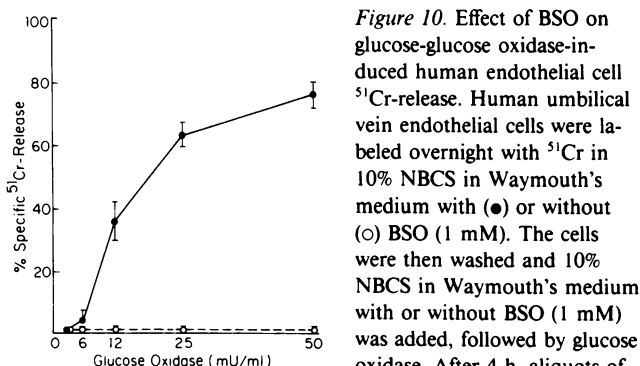 100
80
60
40
20
% Specific ⁵¹Cr-Release
0 3 6 12 25 50
Glucose Oxidase (mU/ml)
Figure 10. Effect of BSO on
glucose-glucose oxidase-in-
duced human endothelial cell
⁵¹Cr-release. Human umbilical
vein endothelial cells were la-
beled overnight with ⁵¹Cr in
10% NBCS in Waymouth's
medium with (●) or without
(○) BSO (1 mM). The cells
were then washed and 10%
NBCS in Waymouth's medium
with or without BSO (1 mM)
was added, followed by glucose
oxidase. After 4 h, aliquots of